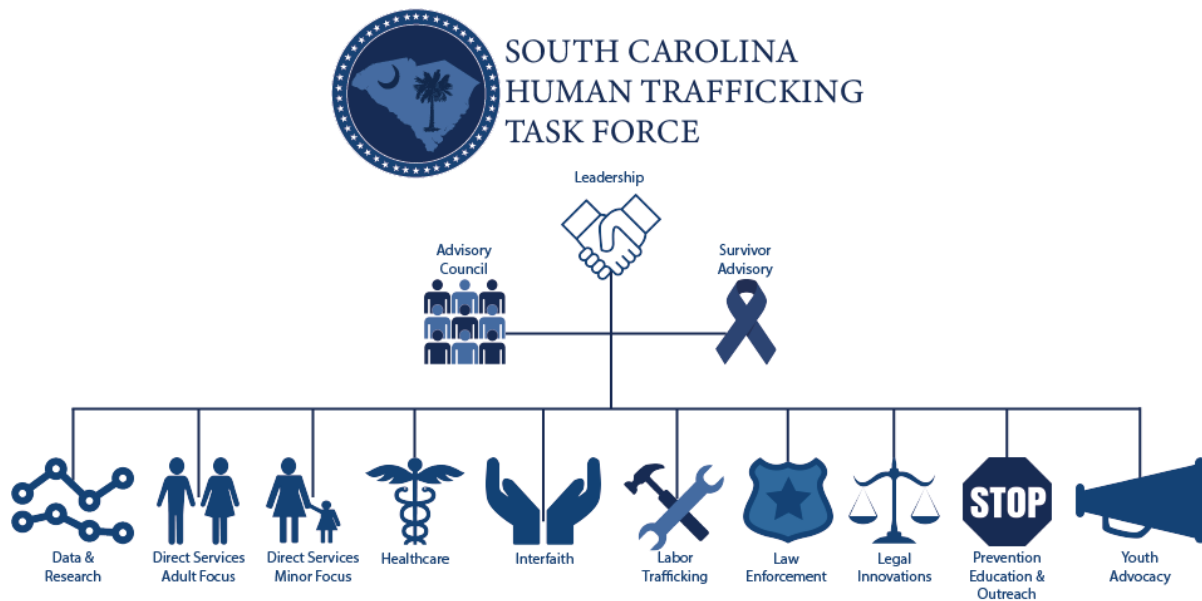 SOUTH CAROLINA
HUMAN TRAFFICKING
TASK FORCE
Leadership
Advisory
Council
Survivor
Advisory
Data &
Research
Direct Services
Adult Focus
Direct Services
Minor Focus
Healthcare
Interfaith
Labor
Trafficking
Law
Enforcement
Legal
Innovations
STOP
Prevention
Education &
Outreach
Youth
Advocacy